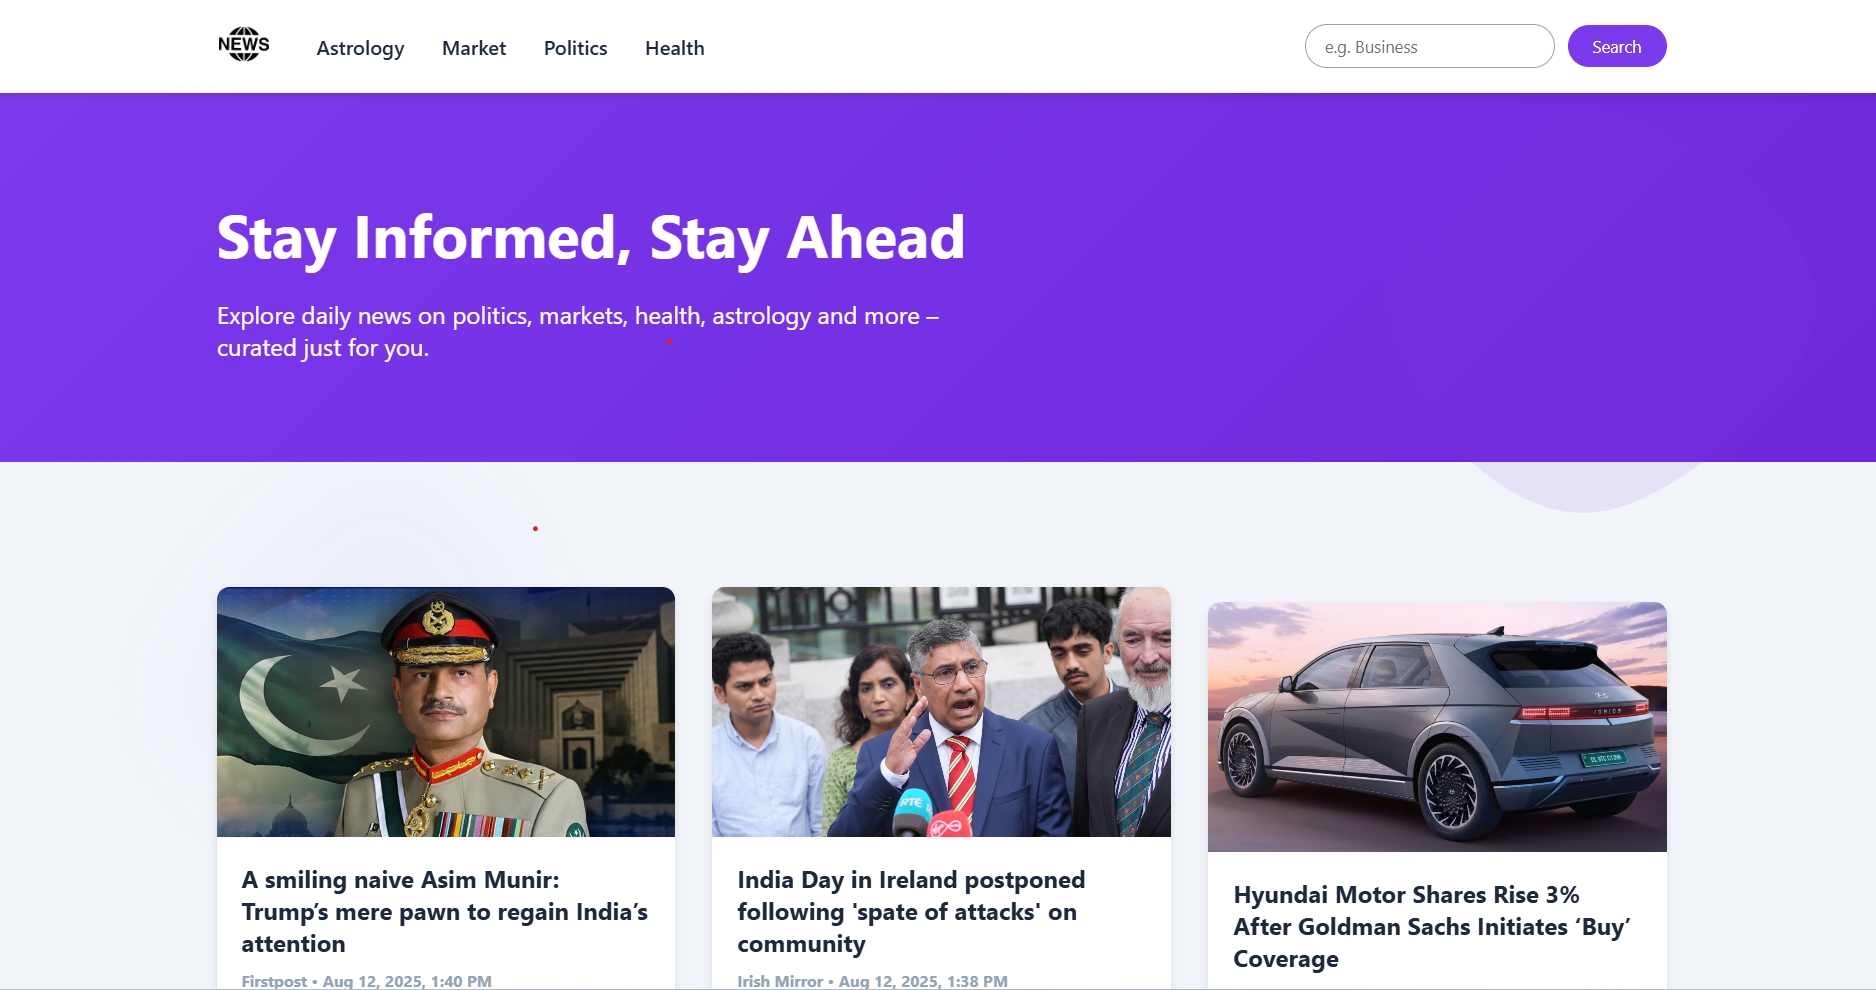 NEWS
Astrology
Market
Politics
Health
e.g. Business
Search
Stay Informed, Stay Ahead
Explore daily news on politics, markets, health, astrology and more –
curated just for you.
RTÉ
IONIQ 5
A smiling naive Asim Munir:
Trump’s mere pawn to regain India’s
attention
Firstpost • Aug 12, 2025, 1:40 PM
India Day in Ireland postponed
following 'spate of attacks' on
community
Irish Mirror • Aug 12, 2025, 1:38 PM
Hyundai Motor Shares Rise 3%
After Goldman Sachs Initiates ‘Buy’
Coverage